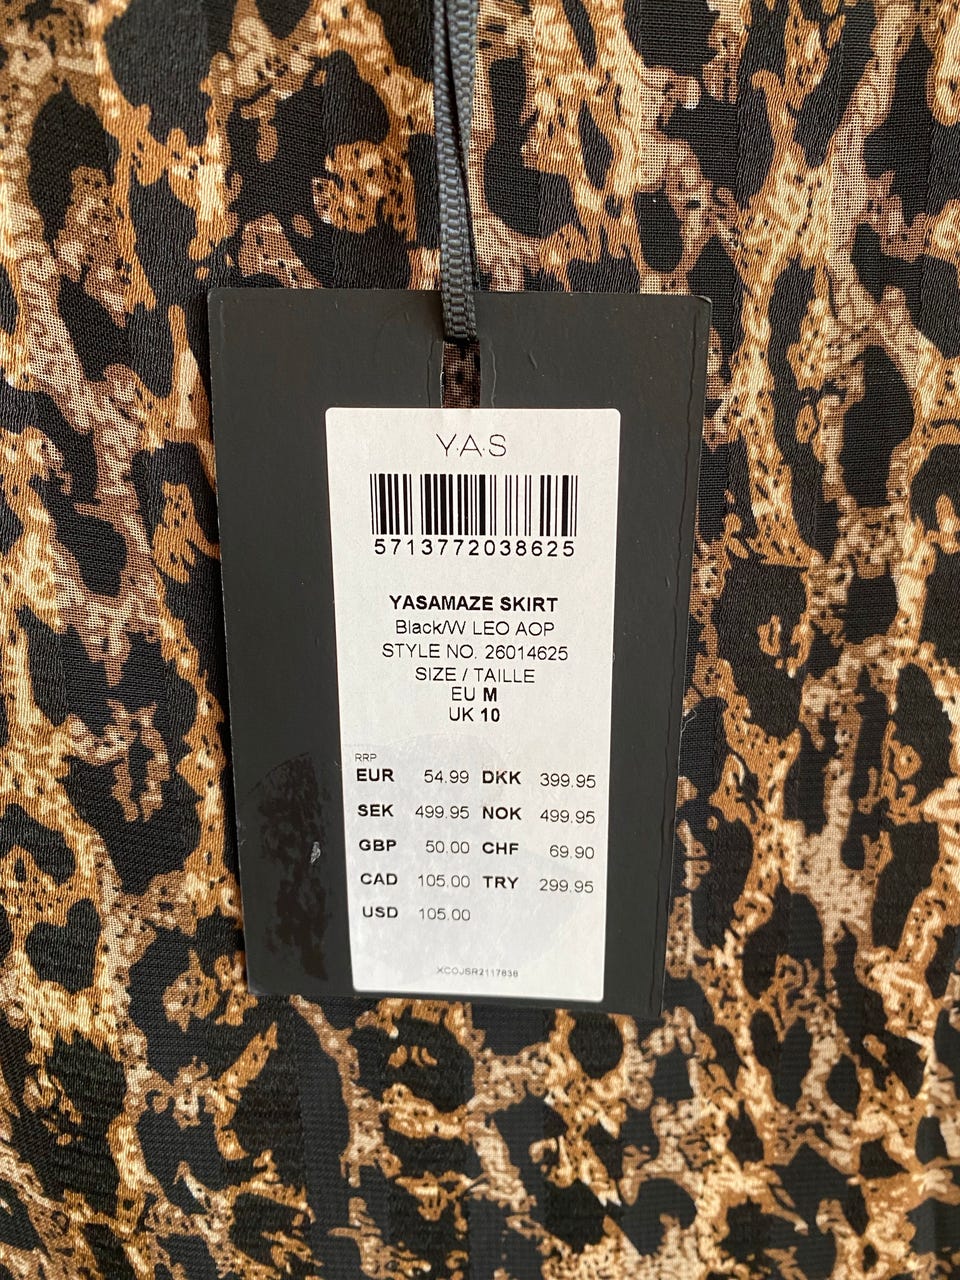 Y.A.S
5713772038625
YASAMAZE SKIRT
Black/W LEO AOP
STYLE NO. 26014625
SIZE / TAILLE
EU M
UK 10
RRP
EUR 54.99 DKK 399.95
SEK 499.95 NOK 499.95
GBP 50.00 CHF 69.90
CAD 105.00 TRY 299.95
USD 105.00
XCOJSR2117636